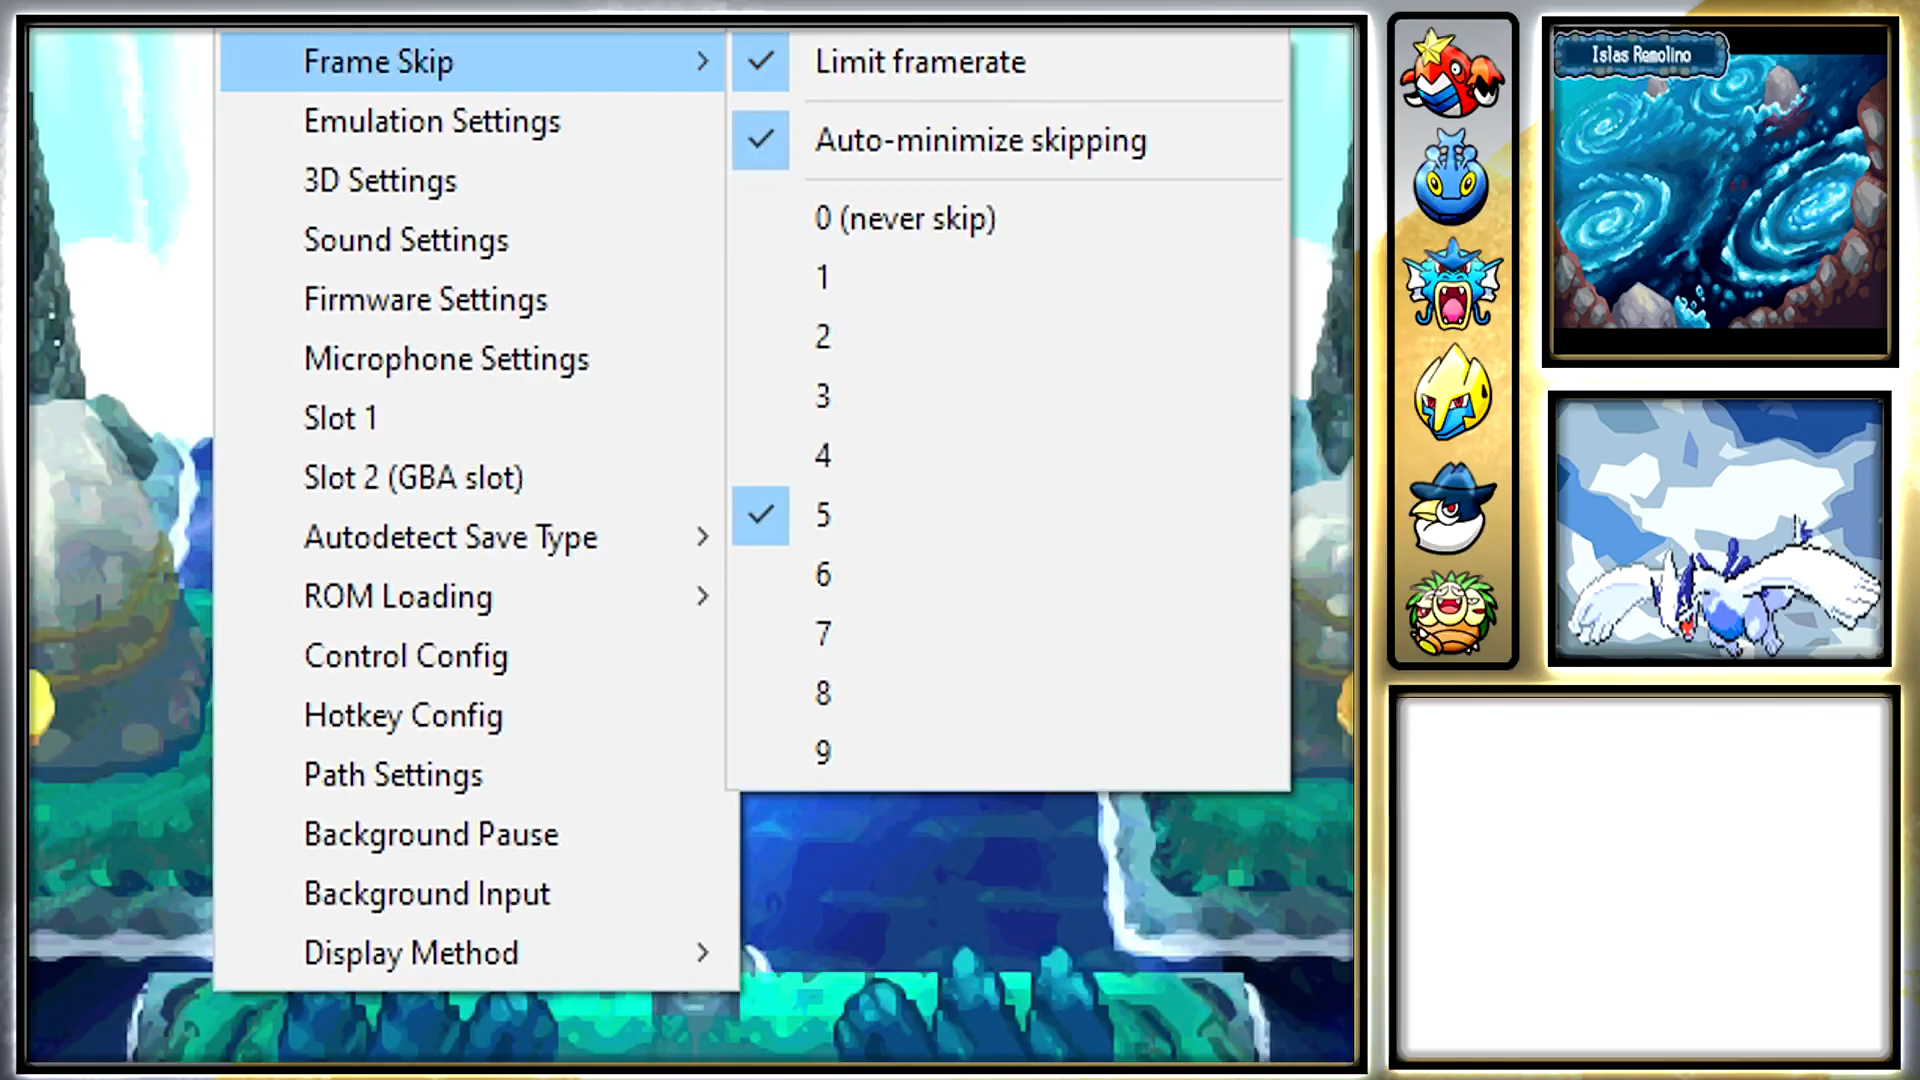 Frame Skip
Emulation Settings
3D Settings
Sound Settings
Firmware Settings
Microphone Settings
Slot 1
Slot 2 (GBA slot)
Autodetect Save Type
ROM Loading
Control Config
Hotkey Config
Path Settings
Background Pause
Background Input
Display Method
Limit framerate
Auto-minimize skipping
0 (never skip)
1
2
3
4
5
6
7
8
9
Islas Remolino